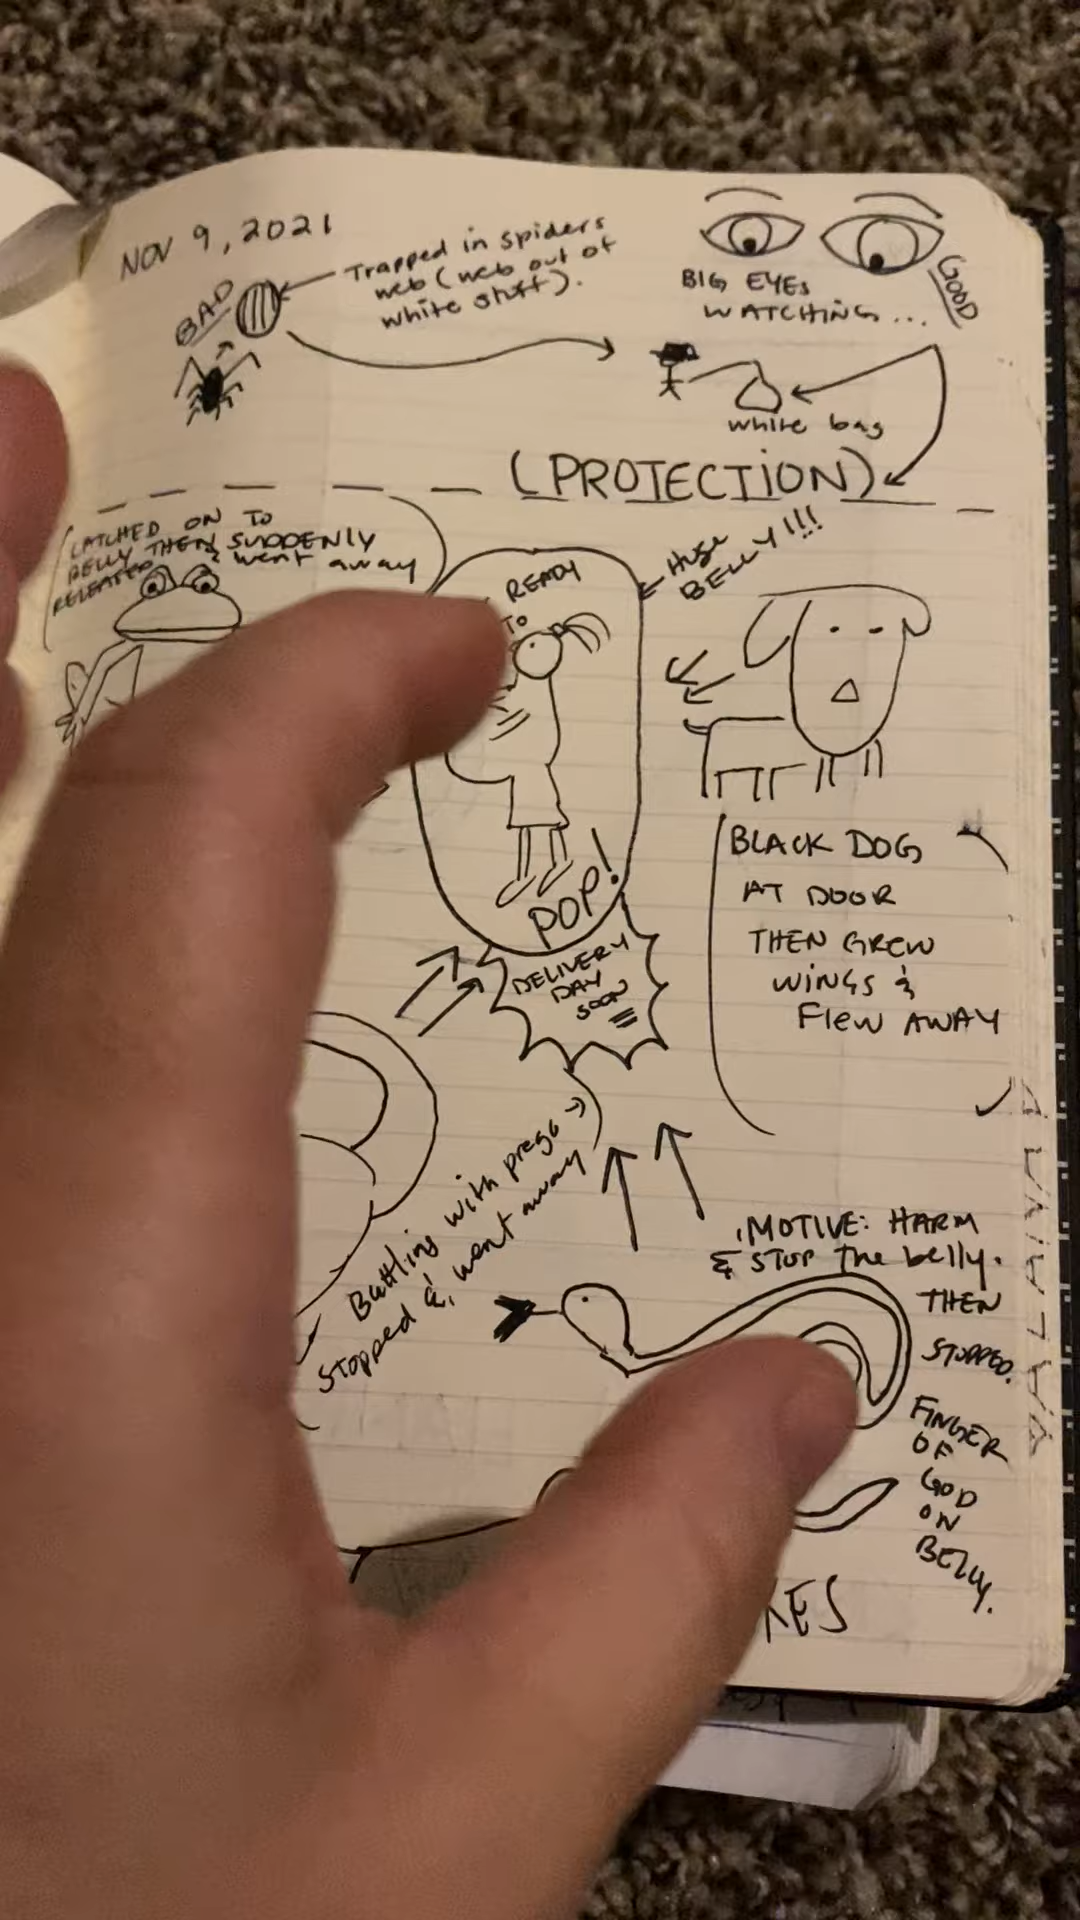 NOV 9, 2021
BAD
Trapped in spiders
web (web out of
white stuff).
BIG EYES
WATCHING...
GOOD
white bag
(PROTECTION)
LATCHED ON TO
BELLY THEN SUDDENLY
RELEASED & went away
READY
TO
HUGE
BELLY!!!
POP!
DELIVERY
DAY
SOON
BLACK DOG
AT DOOR
THEN GREW
WINGS &
FLEW AWAY
Battling with prego
stopped & went away
MOTIVE: HARM
& STOP The belly.
THEN
STOPPED.
FINGER
OF
GOD
ON
BELLY.